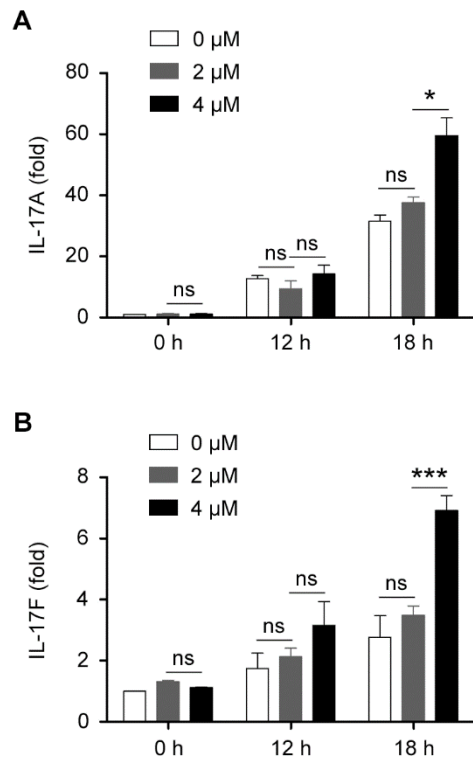 A
0 µM
2 µM
4 µM
IL-17A (fold)
80
60
40
20
0
ns
ns
ns
ns
*
0 h
12 h
18 h
B
0 µM
2 µM
4 µM
IL-17F (fold)
8
6
4
2
0
ns
ns
ns
ns
***
0 h
12 h
18 h